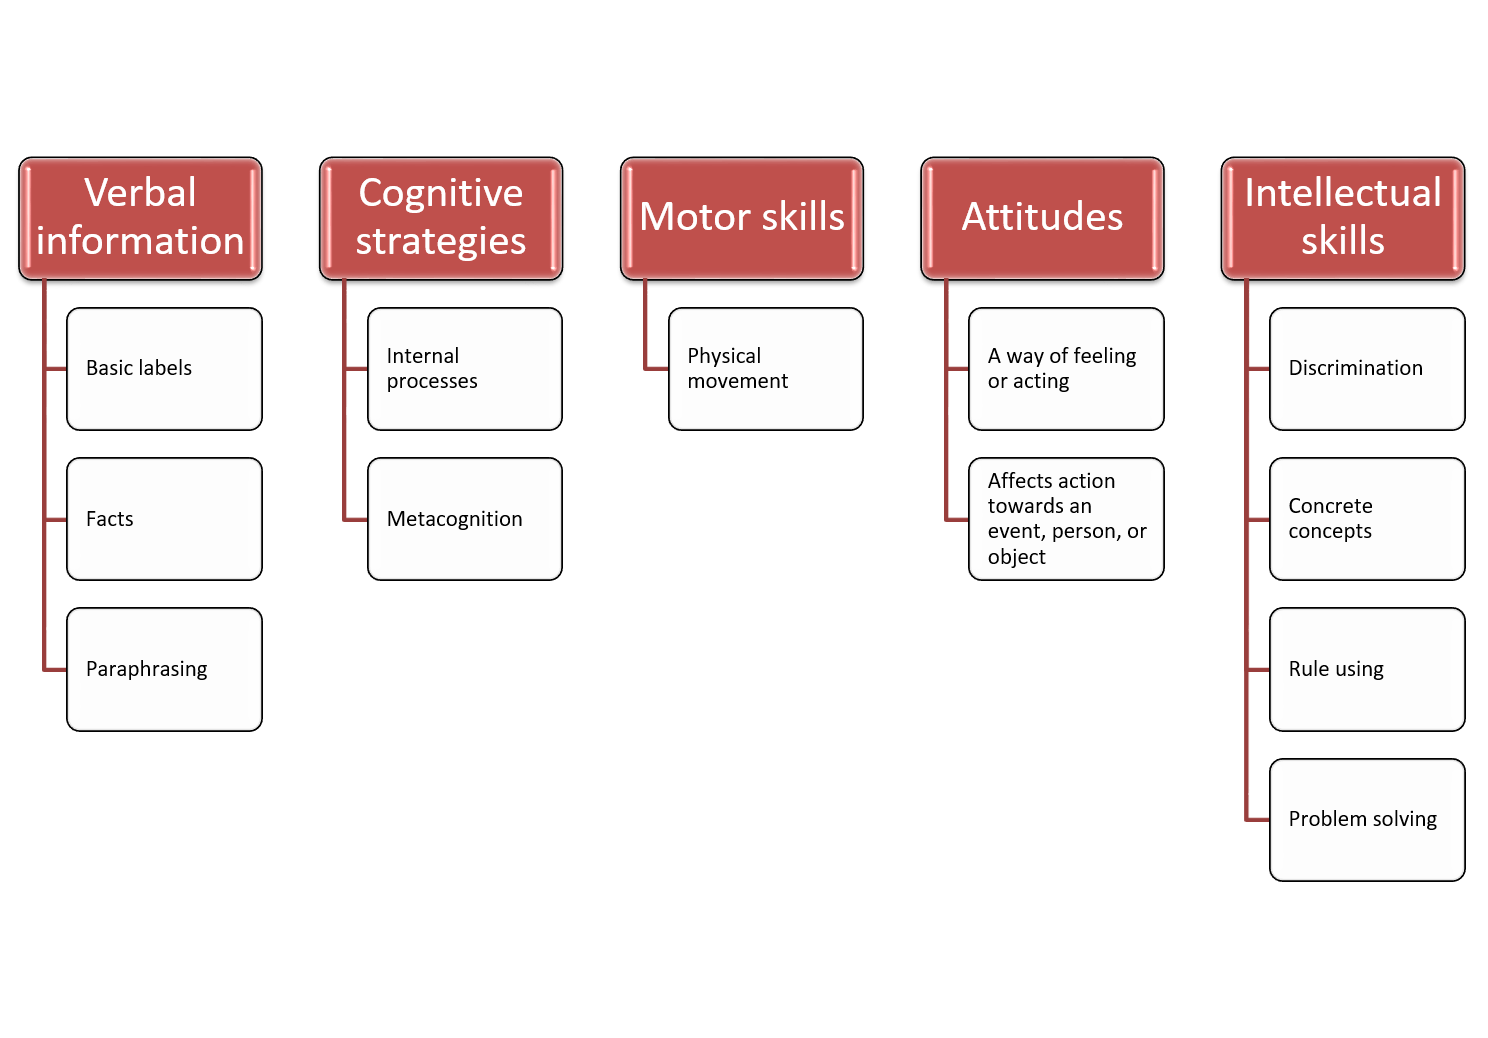 Verbal
information
Basic labels
Facts
Paraphrasing
Cognitive
strategies
Internal
processes
Metacognition
Motor skills
Physical
movement
Attitudes
A way of feeling
or acting
Affects action
towards an
event, person, or
object
Intellectual
skills
Discrimination
Concrete
concepts
Rule using
Problem solving